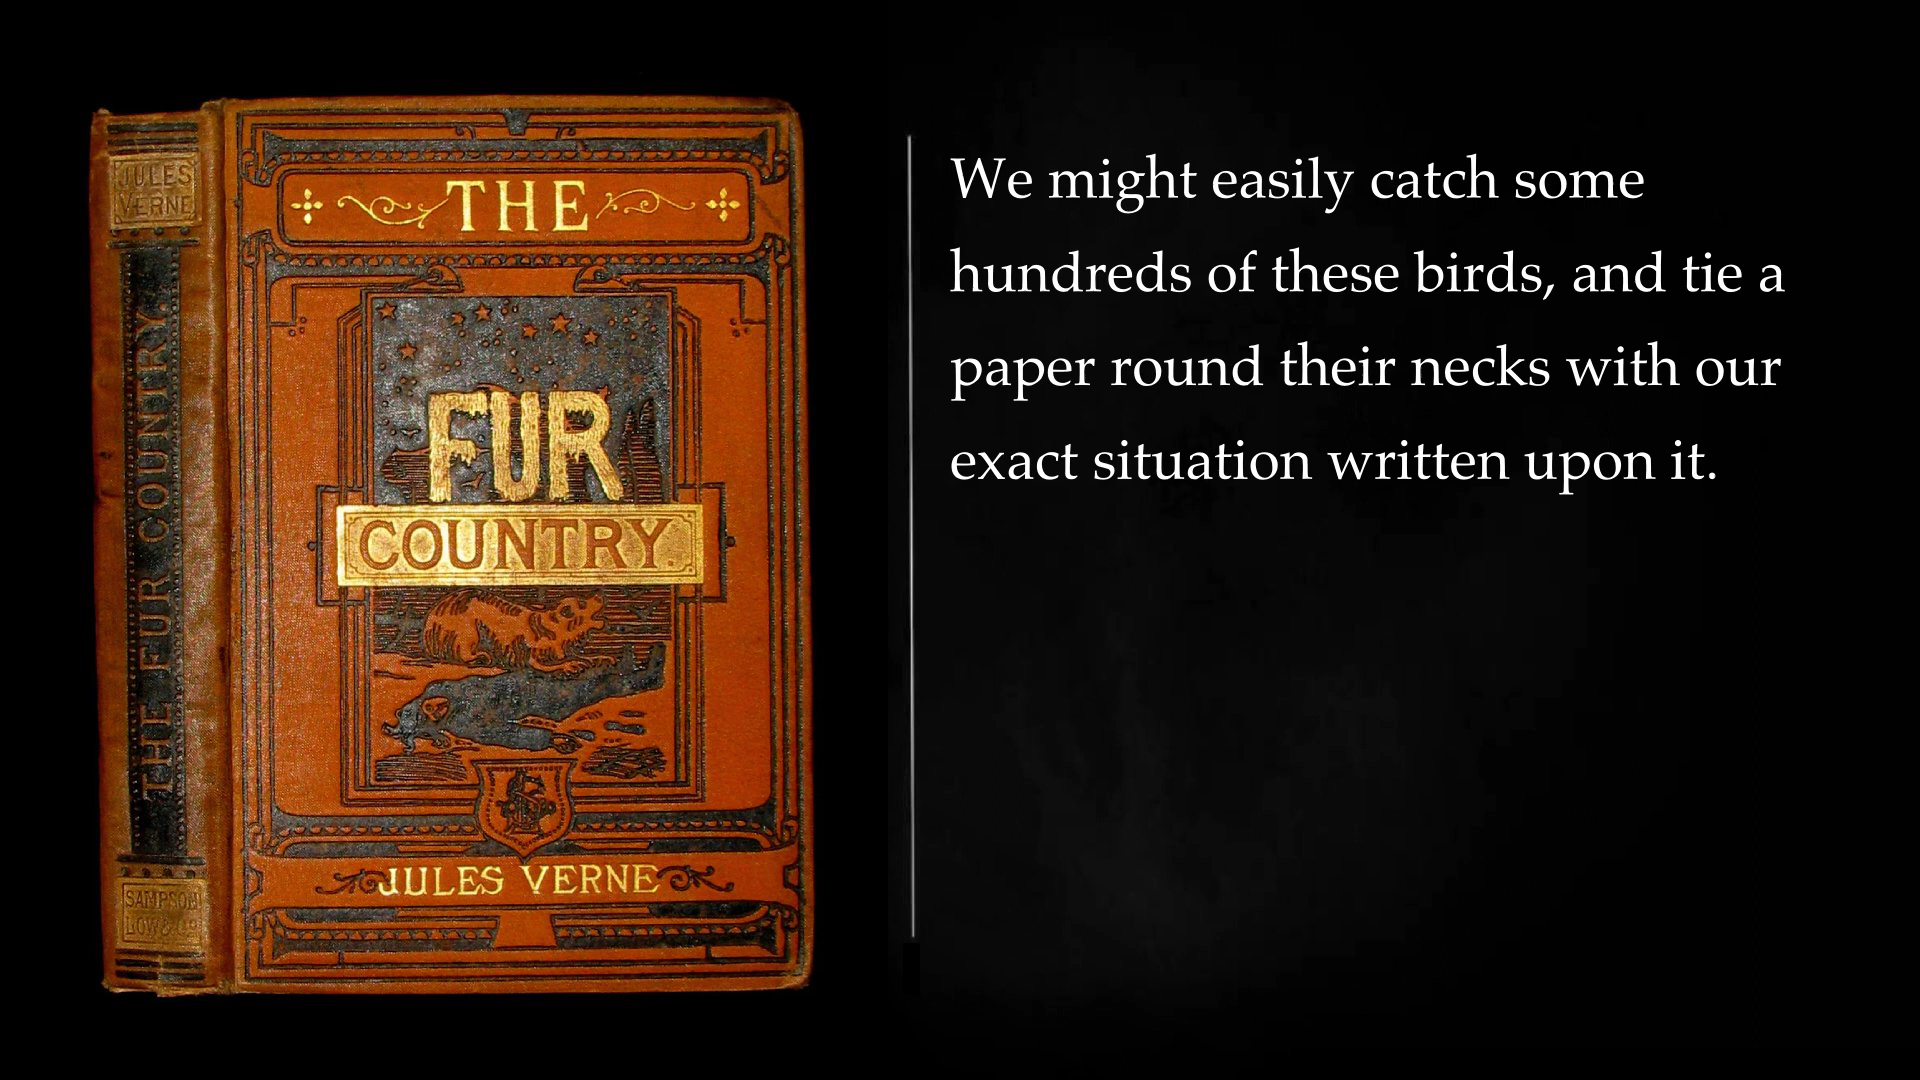 JULES
VERNE
THE FUR COUNTRY.
SAMPSON
LOW & Co
THE
FUR
COUNTRY.
JULES VERNE
We might easily catch some
hundreds of these birds, and tie a
paper round their necks with our
exact situation written upon it.